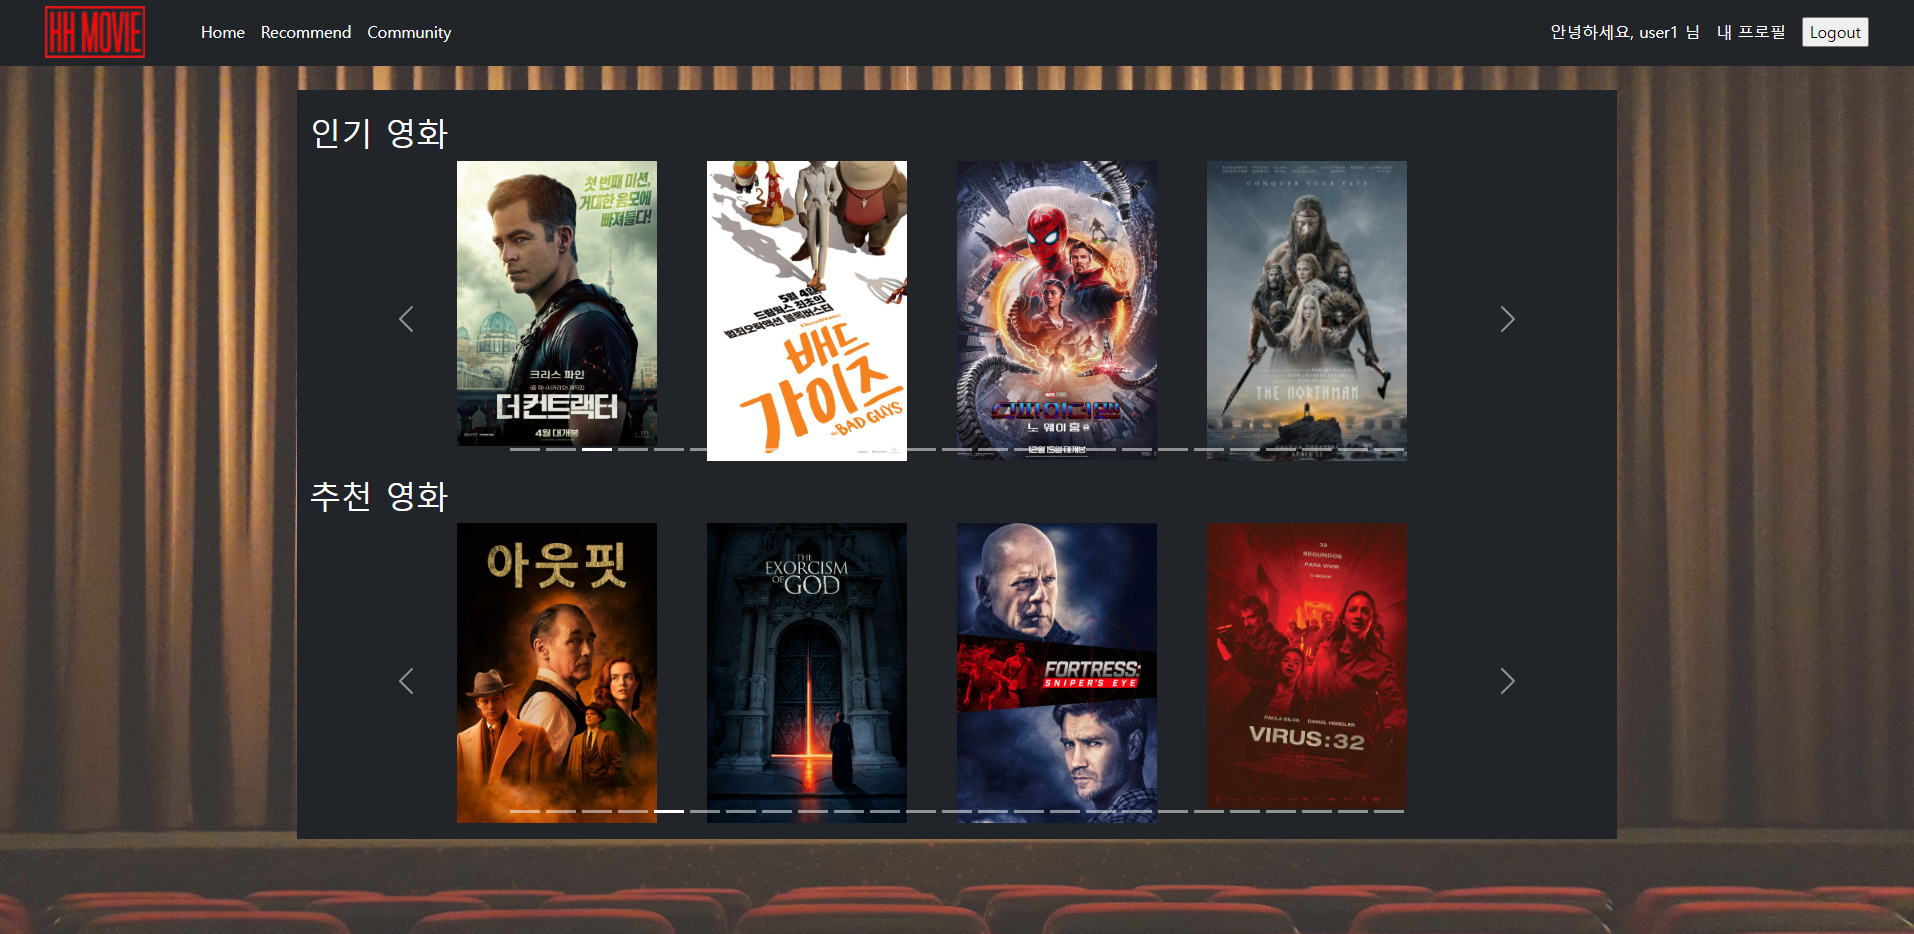 HH MOVIE
Home
Recommend
Community
안녕하세요, user1 님
내 프로필
Logout
인기 영화
첫 번째 미션,
거대한 음모에
빠져들다!
크리스 파인
더 컨트랙터
4월 대개봉
5월 4일,
드림웍스 최초의
범죄오락액션 블록버스터
배드
가이즈
THE BAD GUYS
스파이더맨
노 웨이 홈
12월 15일 대개봉
CONQUER YOUR FATE
THE NORTHMAN
추천 영화
아웃핏
THE
EXORCISM
OF GOD
FORTRESS:
SNIPER'S EYE
32
SEGUNDOS
PARA VIVIR
PAULA SILVA DANIEL HENDLER
VIRUS:32